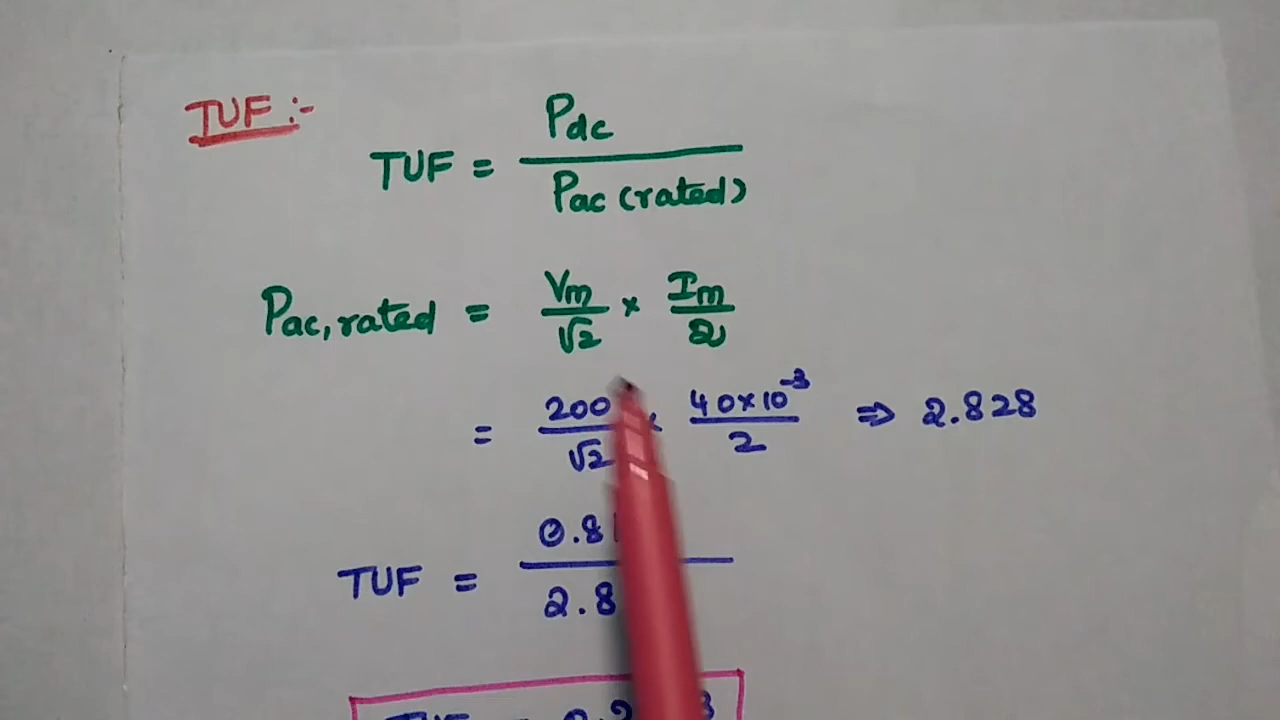 TUF :-
TUF = Pdc / Pac (rated)
Pac, rated = Vm/√2 × Im/2
= 200/√2 × 40×10⁻³/2 ⇒ 2.828
TUF = 0.8 / 2.8
TUF